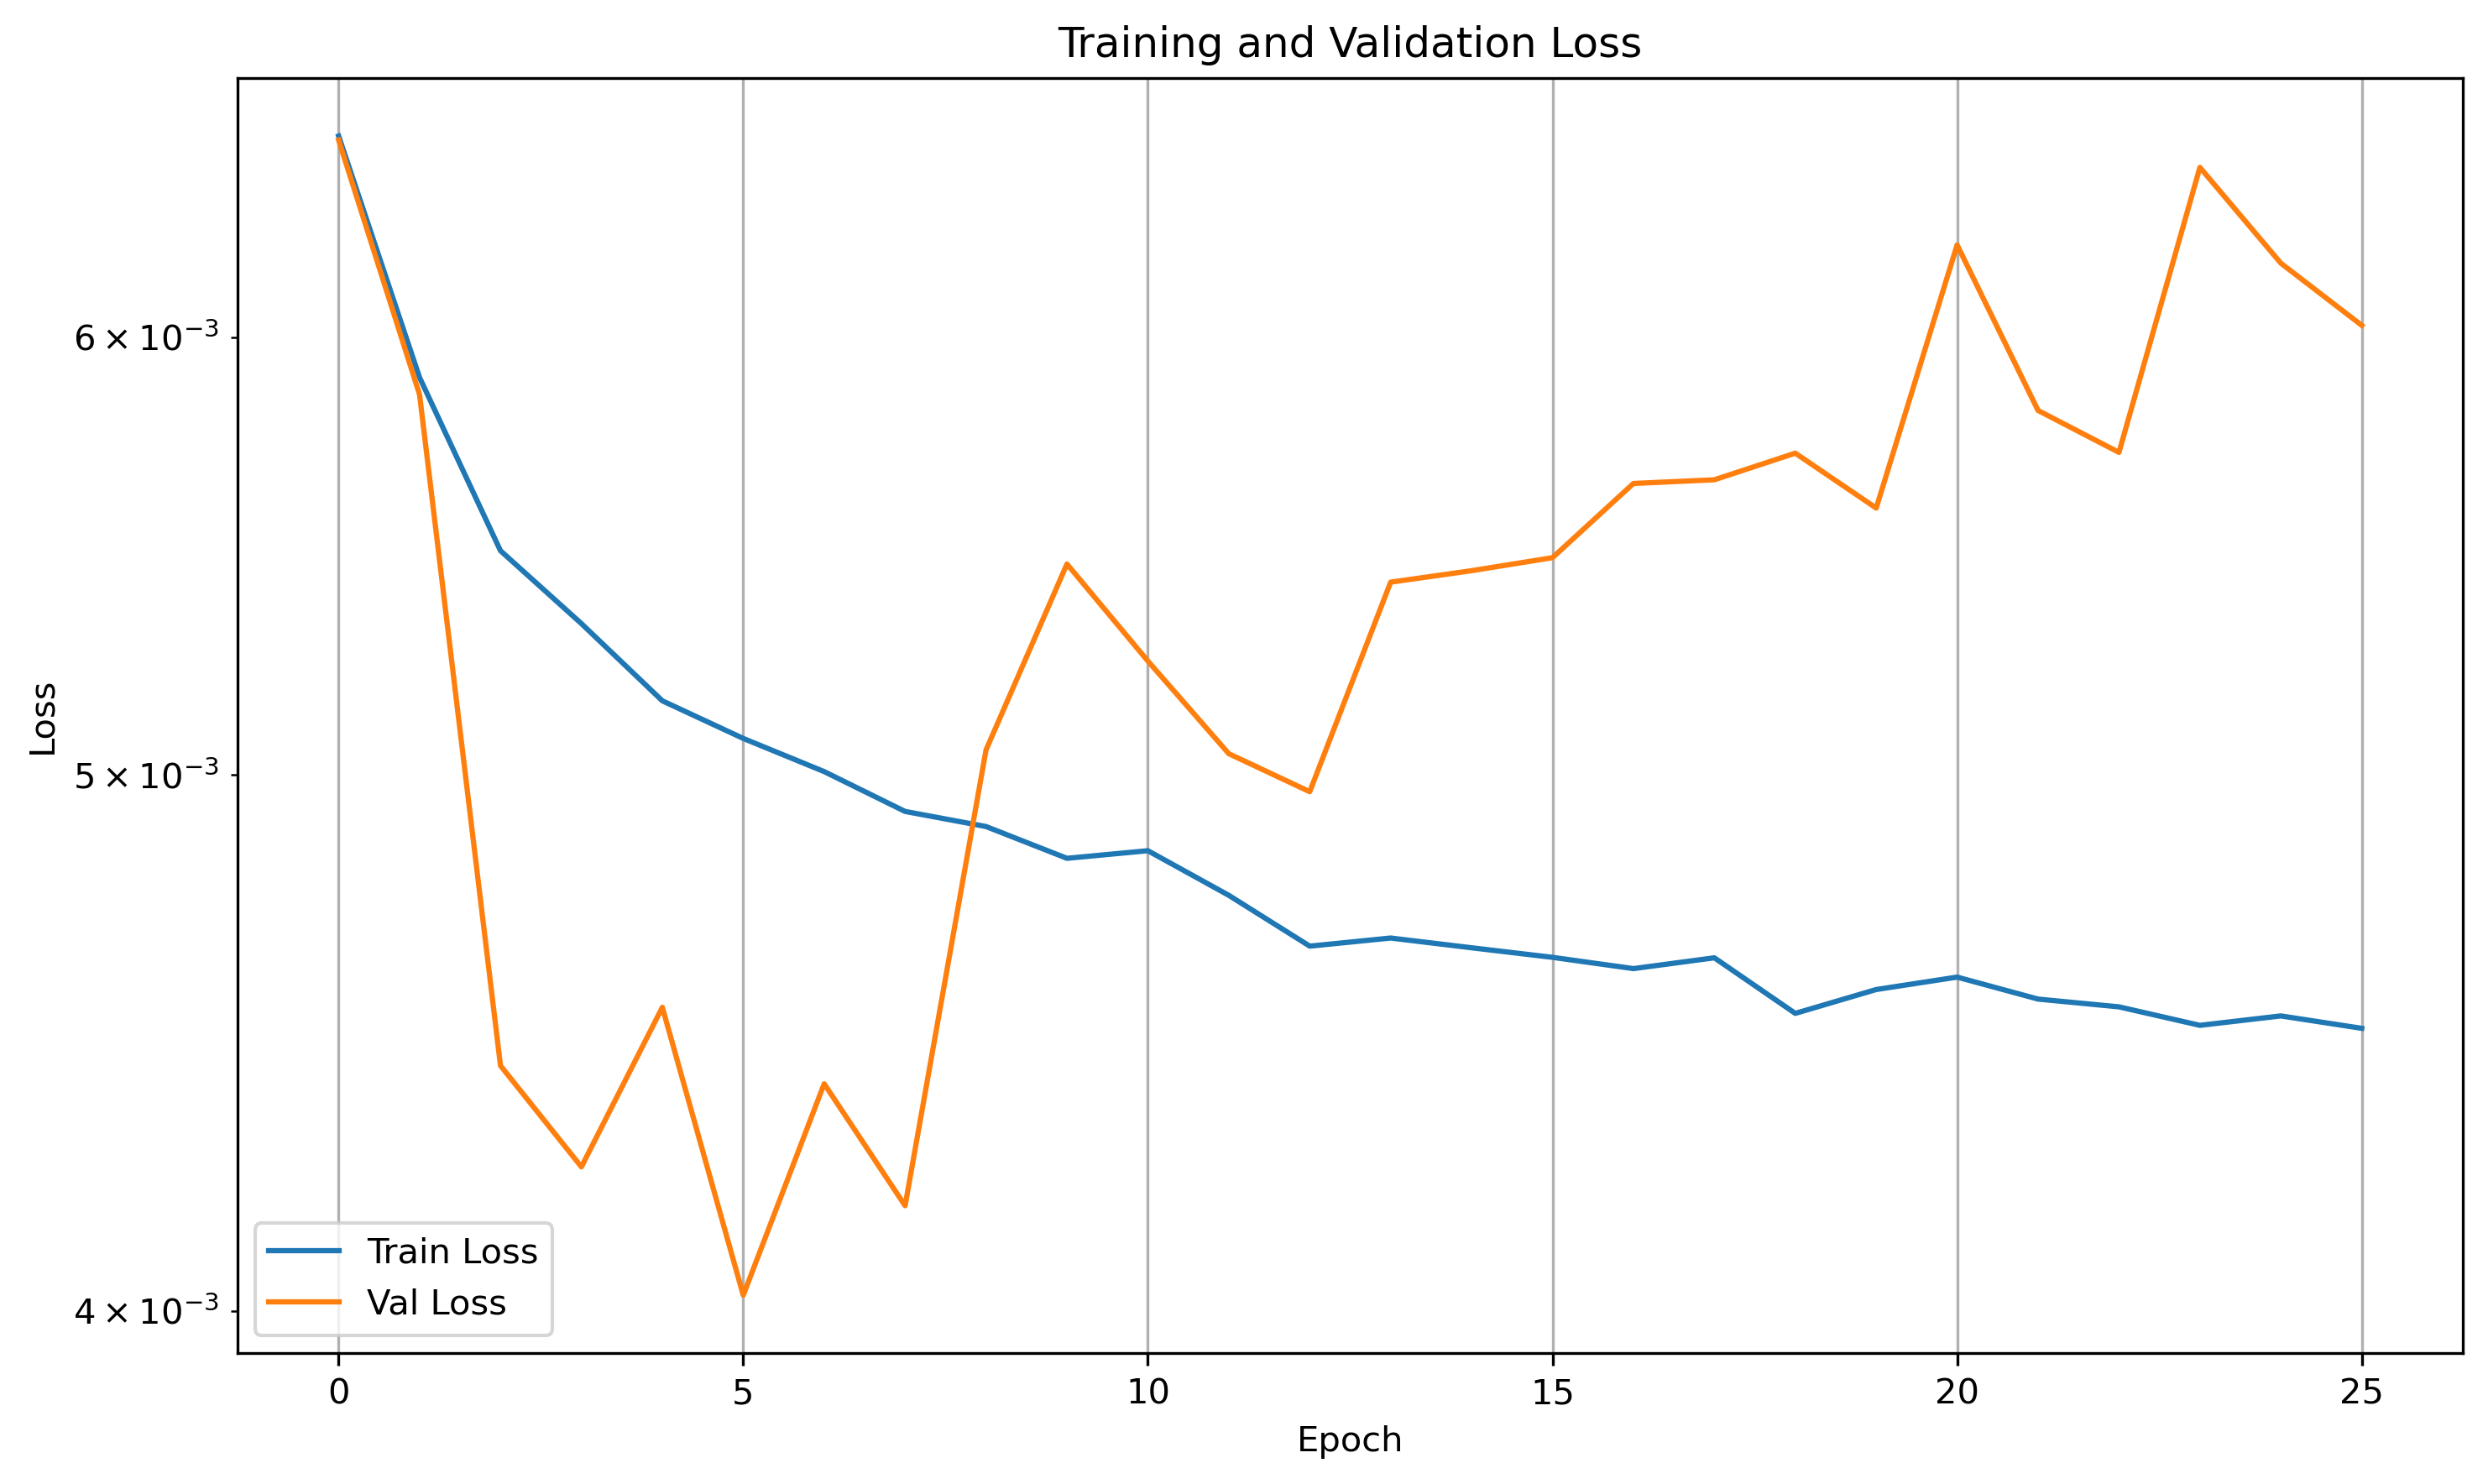 Training and Validation Loss
6 × 10⁻³
5 × 10⁻³
4 × 10⁻³
Loss
Train Loss
Val Loss
0 5 10 15 20 25
Epoch